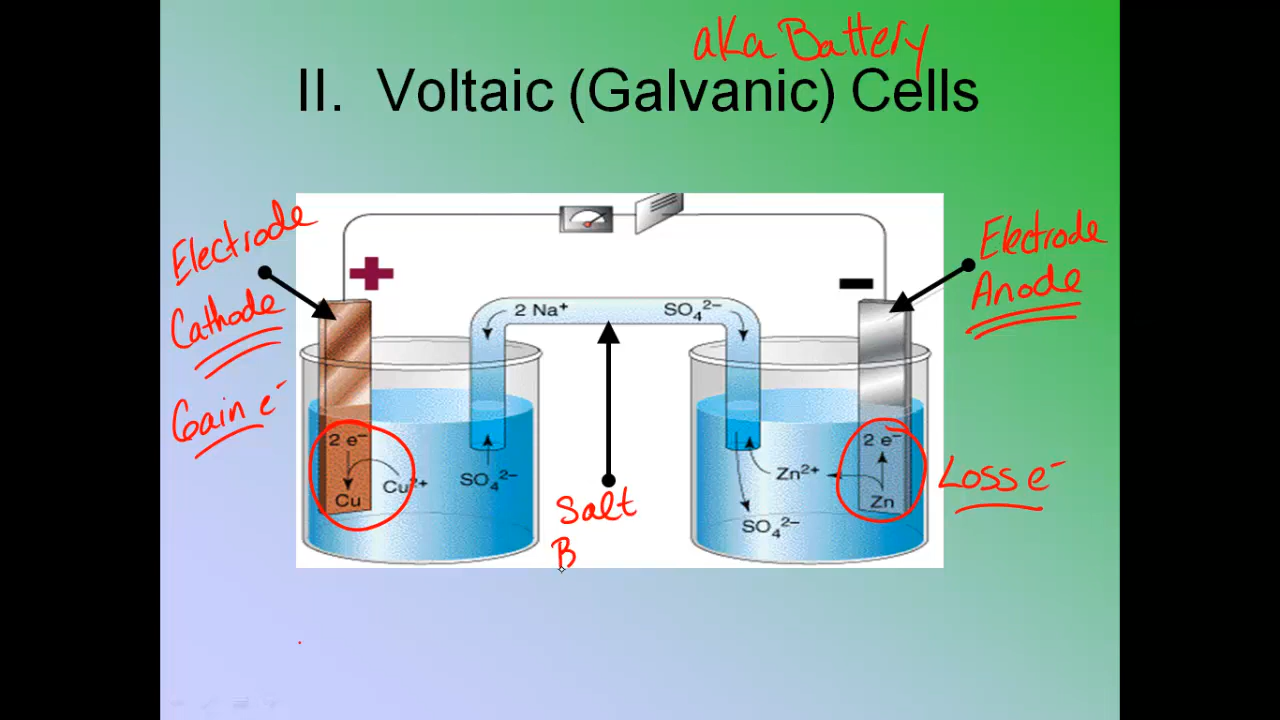 aka Battery
II. Voltaic (Galvanic) Cells
Electrode
Cathode
Gain e⁻
+
−
Electrode
Anode
2 Na⁺
SO₄²⁻
2 e⁻
Cu
Cu²⁺
SO₄²⁻
Zn²⁺
SO₄²⁻
2 e⁻
Zn
Loss e⁻
Salt
B